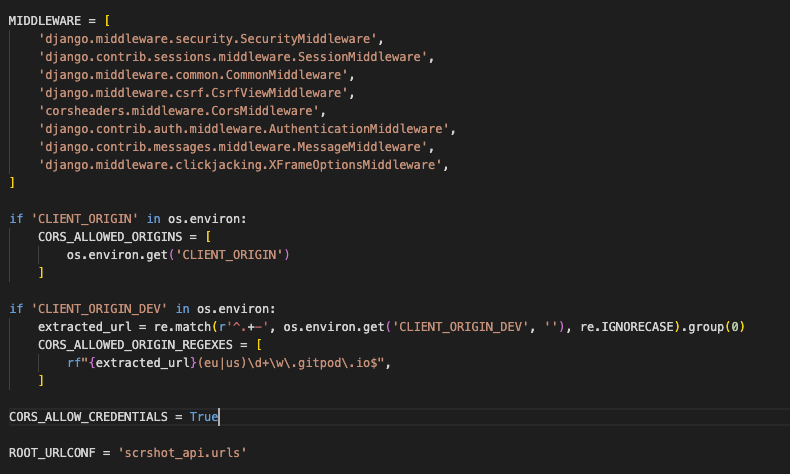 MIDDLEWARE = [
    'django.middleware.security.SecurityMiddleware',
    'django.contrib.sessions.middleware.SessionMiddleware',
    'django.middleware.common.CommonMiddleware',
    'django.middleware.csrf.CsrfViewMiddleware',
    'corsheaders.middleware.CorsMiddleware',
    'django.contrib.auth.middleware.AuthenticationMiddleware',
    'django.contrib.messages.middleware.MessageMiddleware',
    'django.middleware.clickjacking.XFrameOptionsMiddleware',
]
if 'CLIENT_ORIGIN' in os.environ:
    CORS_ALLOWED_ORIGINS = [
        os.environ.get('CLIENT_ORIGIN')
    ]
if 'CLIENT_ORIGIN_DEV' in os.environ:
    extracted_url = re.match(r'^.+-', os.environ.get('CLIENT_ORIGIN_DEV', ''), re.IGNORECASE).group(0)
    CORS_ALLOWED_ORIGIN_REGEXES = [
        rf"{extracted_url}(eu|us)\d+\w\.gitpod\.io$",
    ]
CORS_ALLOW_CREDENTIALS = True
ROOT_URLCONF = 'scrshot_api.urls'